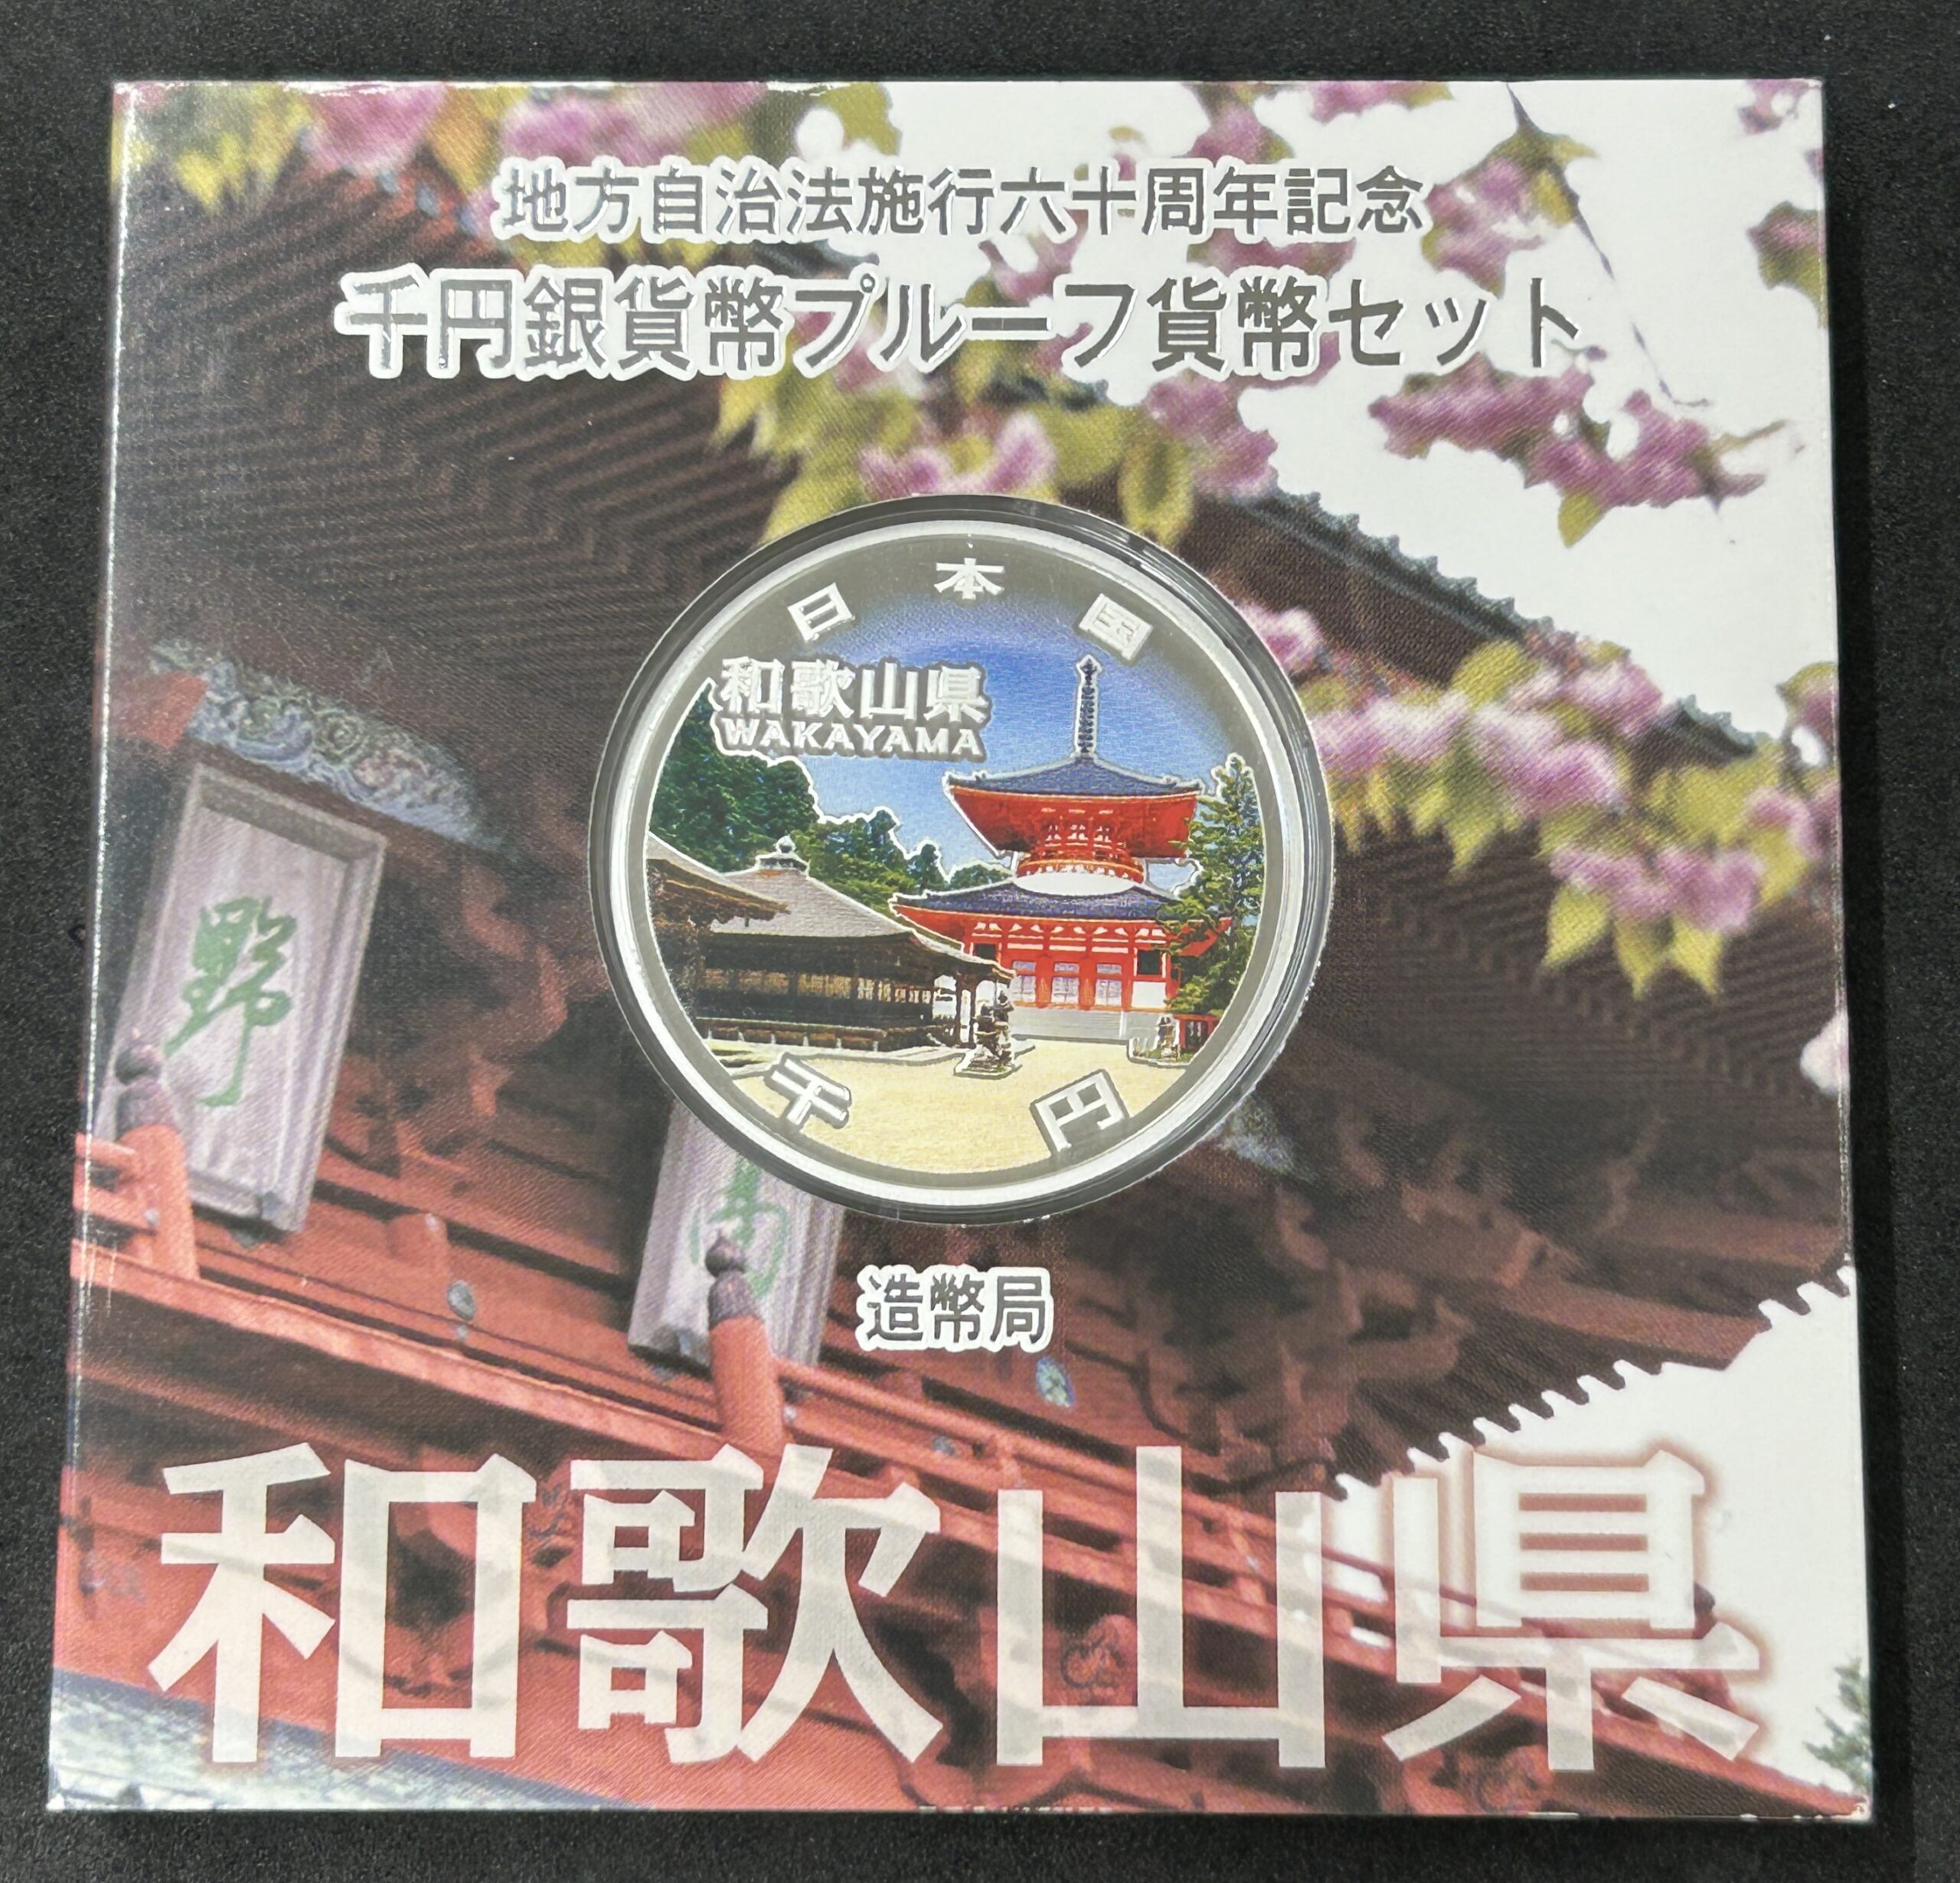 地方自治法施行六十周年記念
千円銀貨幣プルーフ貨幣セット
日本国
和歌山県
WAKAYAMA
千円
野
高
造幣局
和歌山県